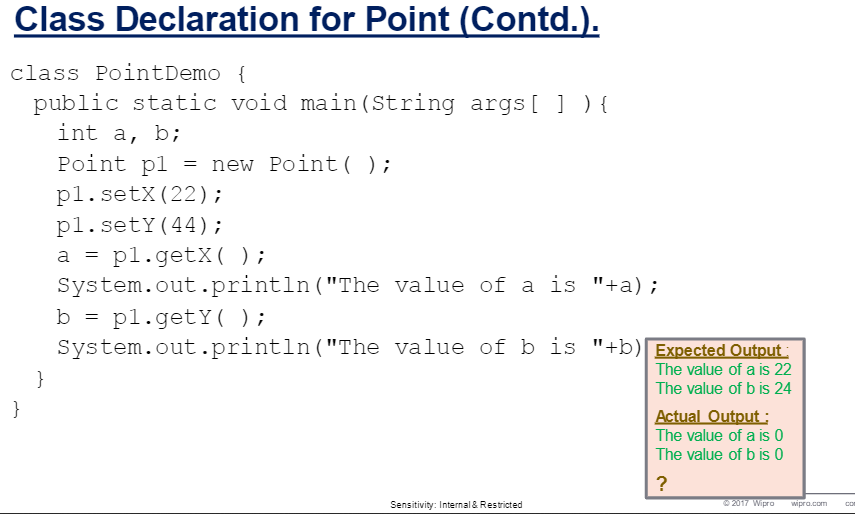 Class Declaration for Point (Contd.).
class PointDemo {
public static void main(String args[ ] ){
int a, b;
Point p1 = new Point( );
p1.setX(22);
p1.setY(44);
a = p1.getX( );
System.out.println("The value of a is "+a);
b = p1.getY( );
System.out.println("The value of b is "+b)
}
}
Expected Output :
The value of a is 22
The value of b is 24
Actual Output :
The value of a is 0
The value of b is 0
?
Sensitivity: Internal & Restricted
© 2017 Wipro wipro.com